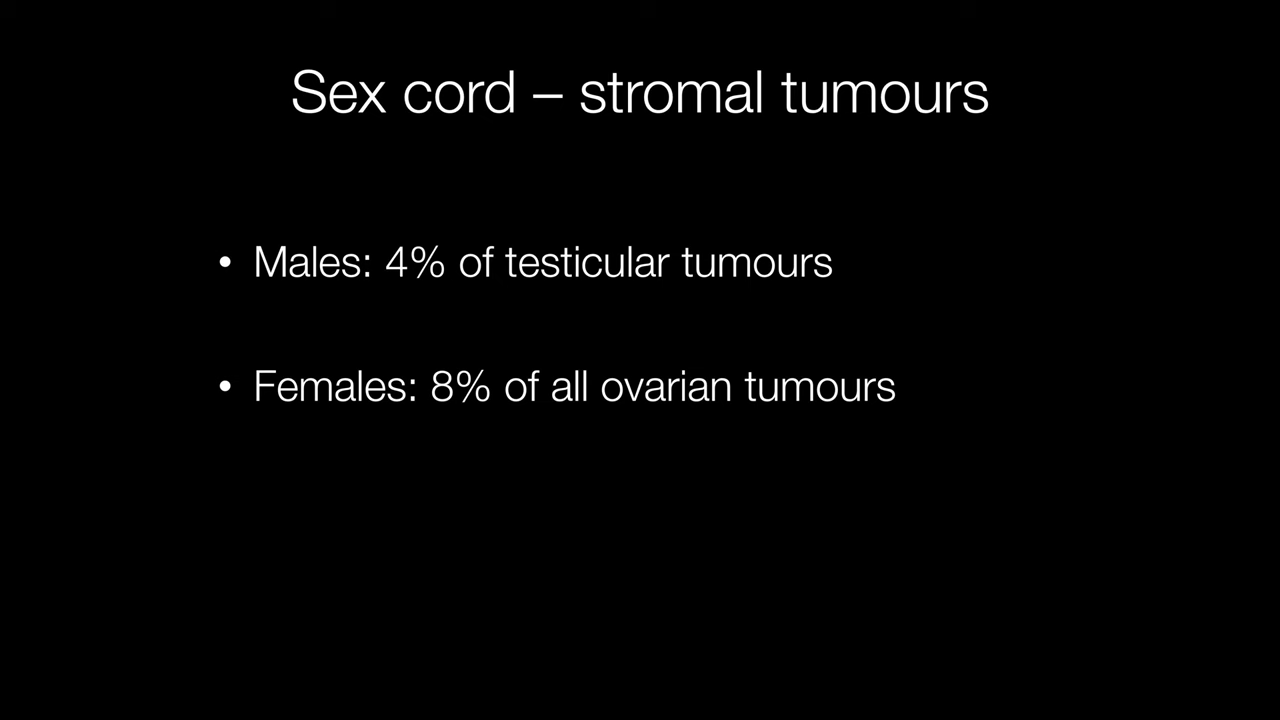 Sex cord – stromal tumours
• Males: 4% of testicular tumours
• Females: 8% of all ovarian tumours